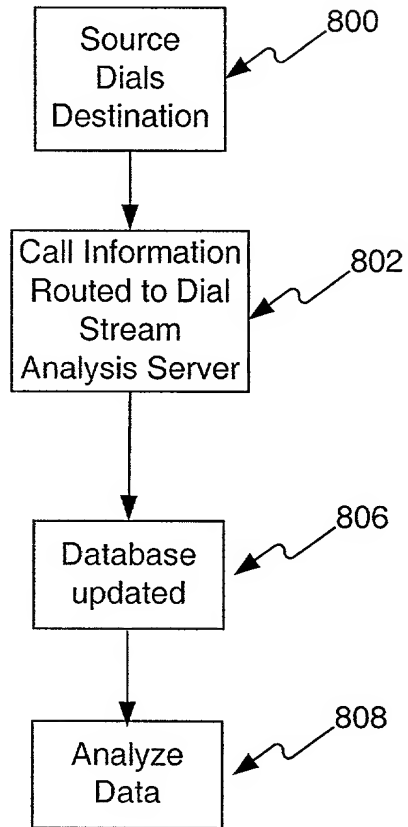 Source
Dials
Destination
800
Call Information
Routed to Dial
Stream
Analysis Server
802
Database
updated
806
Analyze
Data
808